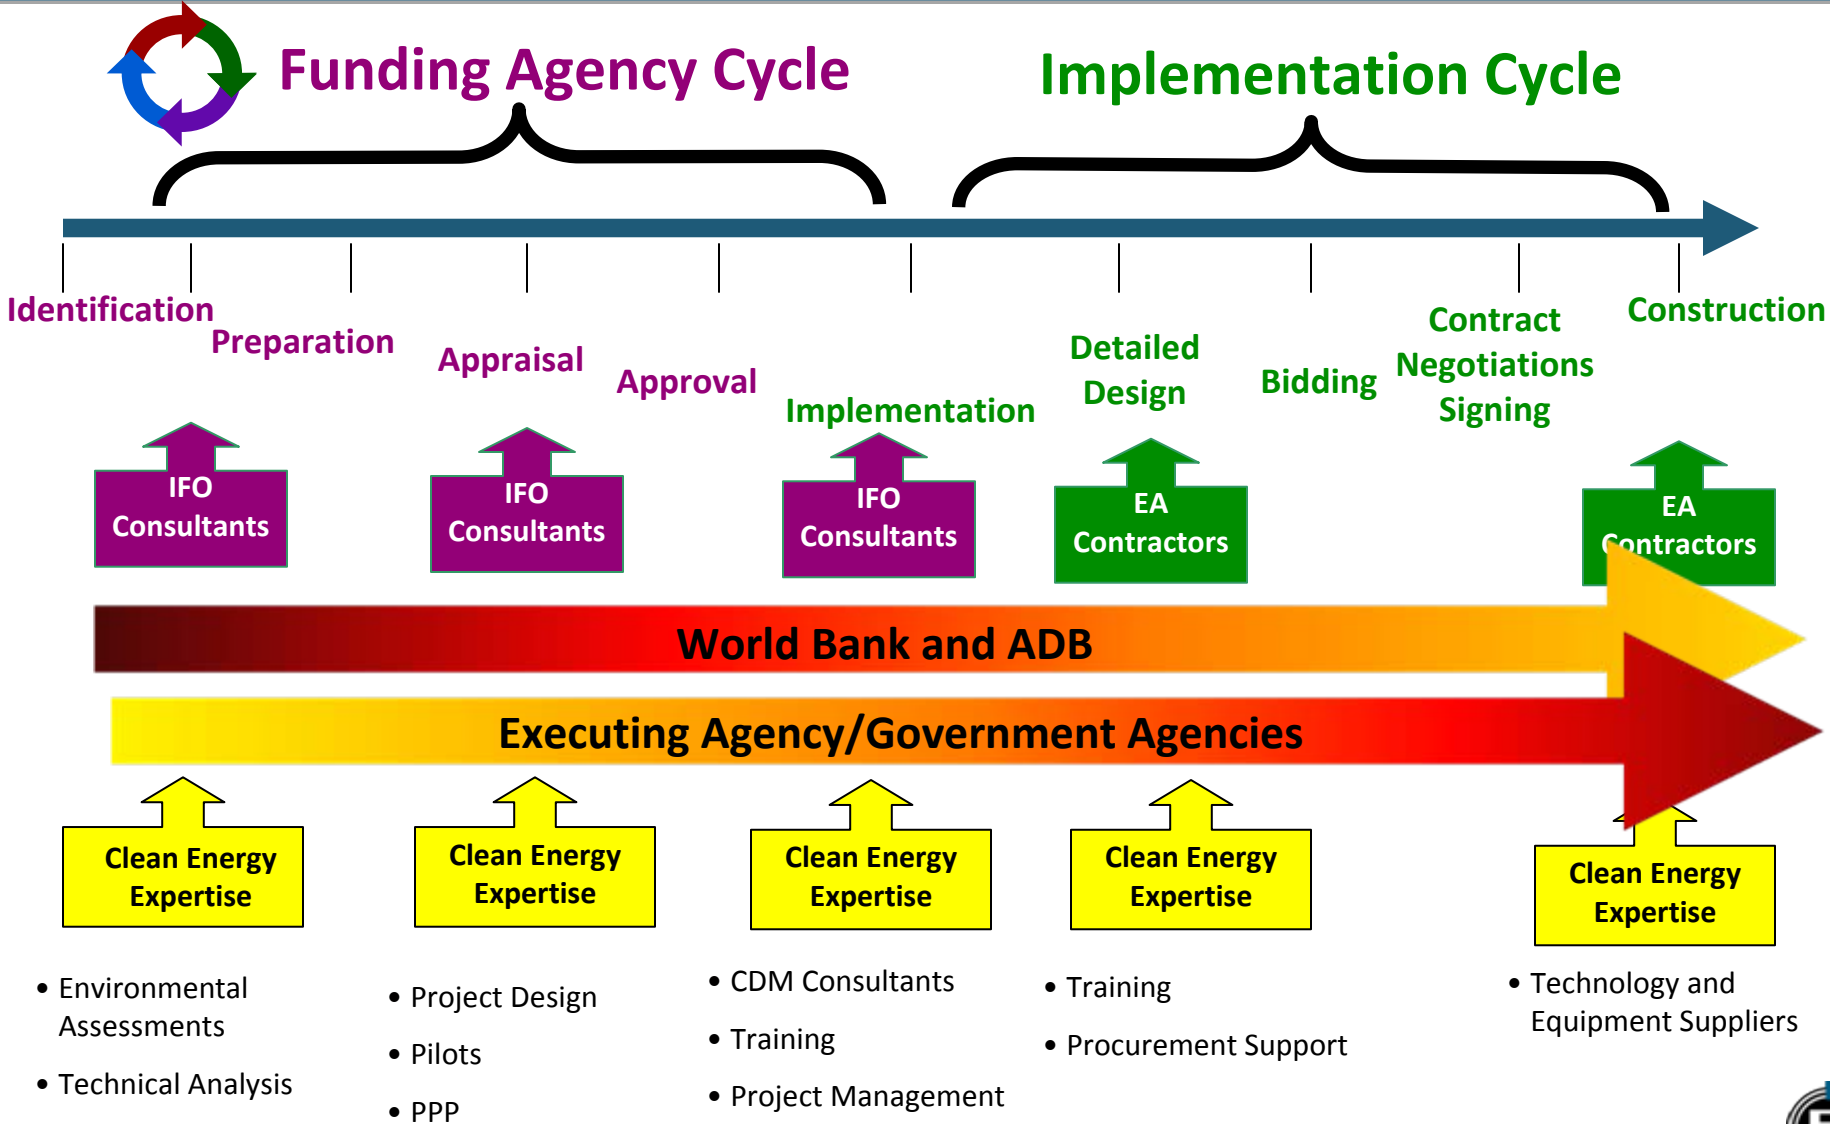 Funding Agency Cycle
Implementation Cycle
Identification
Preparation
Appraisal
Approval
Implementation
Detailed
Design
Bidding
Contract
Negotiations
Signing
Construction
IFO
Consultants
IFO
Consultants
IFO
Consultants
EA
Contractors
EA
Contractors
World Bank and ADB
Executing Agency/Government Agencies
Clean Energy
Expertise
Clean Energy
Expertise
Clean Energy
Expertise
Clean Energy
Expertise
Clean Energy
Expertise
• Environmental
Assessments
• Technical Analysis
• Project Design
• Pilots
• PPP
• CDM Consultants
• Training
• Project Management
• Training
• Procurement Support
• Technology and
Equipment Suppliers